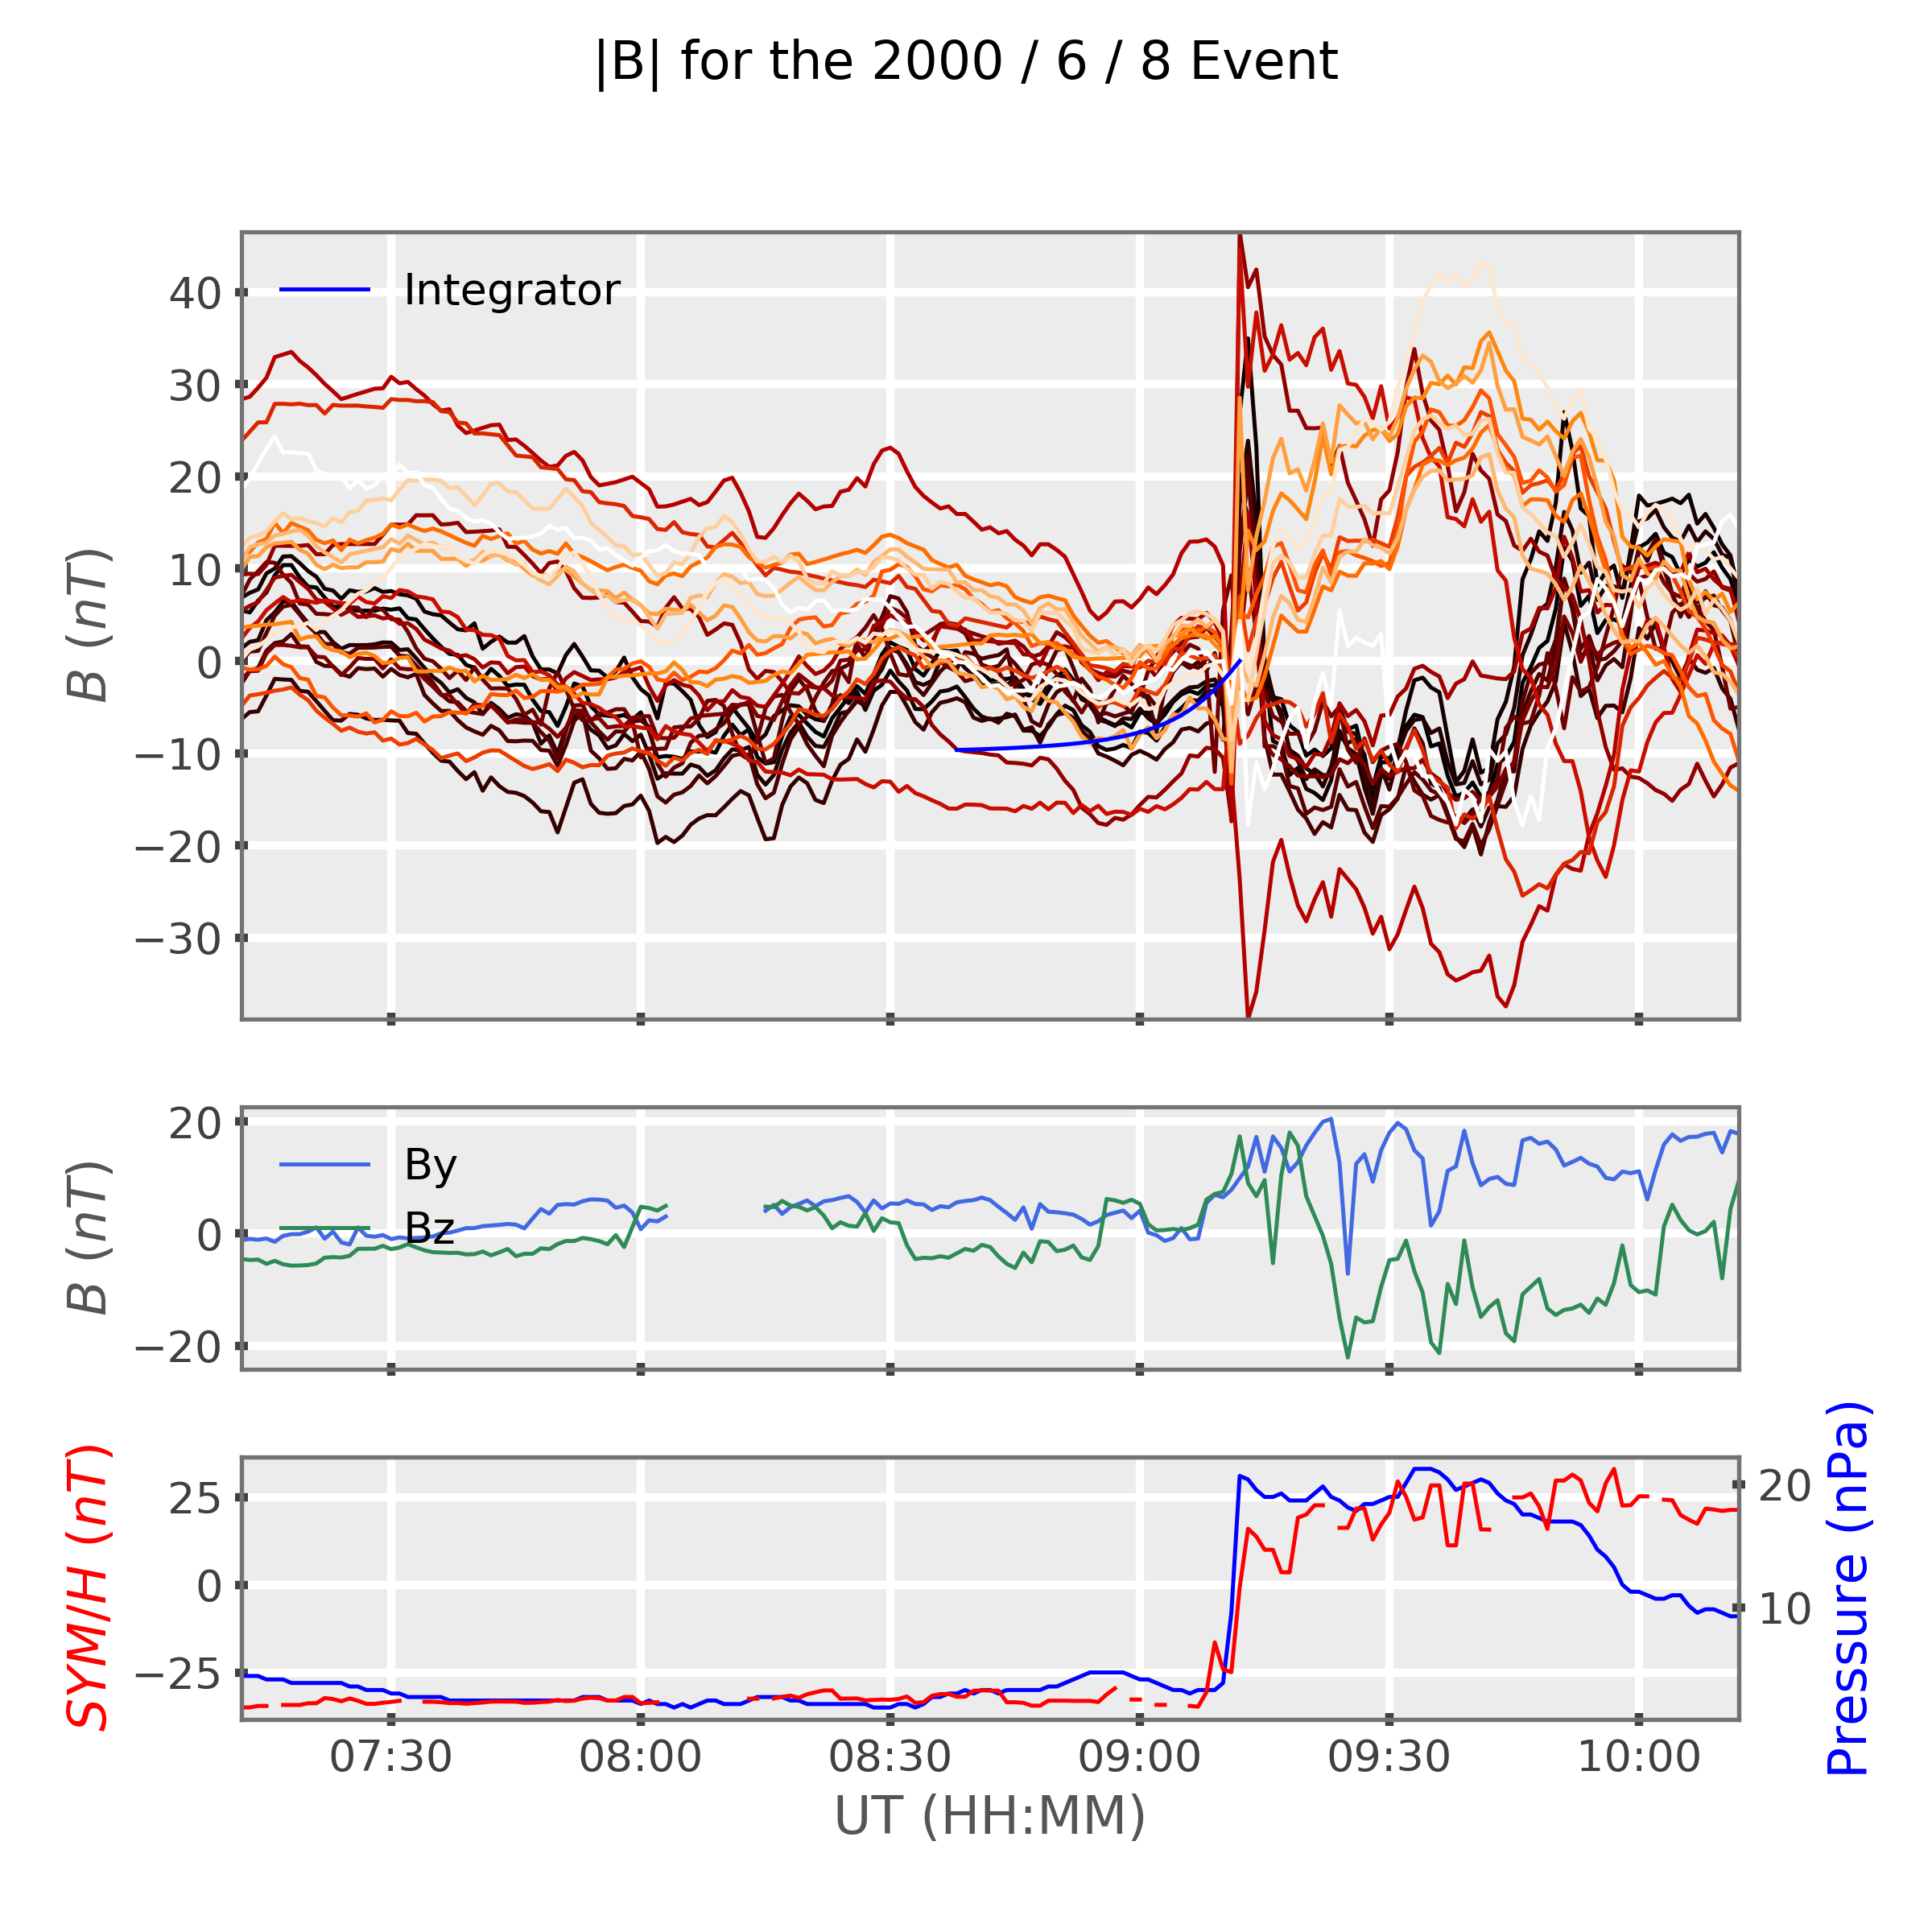 |B| for the 2000 / 6 / 8 Event
B (nT)
40
30
20
10
0
−10
−20
−30
Integrator
B (nT)
20
0
−20
By
Bz
SYM/H (nT)
25
0
−25
20
10
Pressure (nPa)
07:30 08:00 08:30 09:00 09:30 10:00
UT (HH:MM)